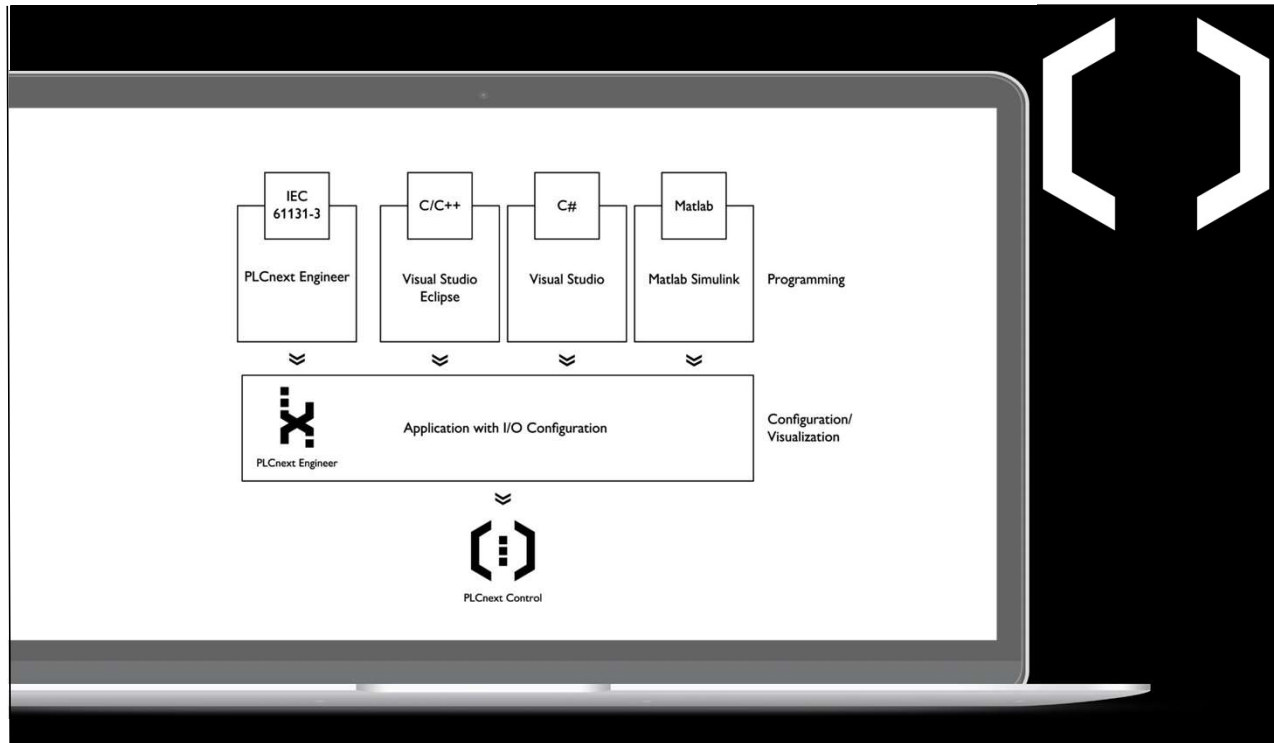 IEC
61131-3
C/C++
C#
Matlab
PLCnext Engineer
Visual Studio
Eclipse
Visual Studio
Matlab Simulink
Programming
Application with I/O Configuration
PLCnext Engineer
Configuration/
Visualization
PLCnext Control